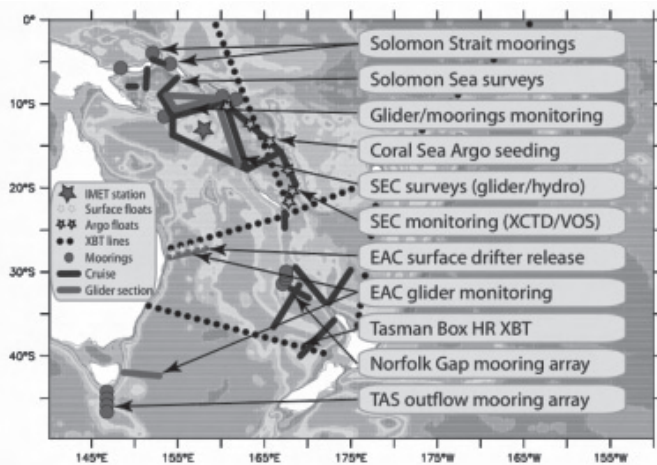 0°
Solomon Strait moorings
Solomon Sea surveys
10°S
Glider/moorings monitoring
Coral Sea Argo seeding
SEC surveys (glider/hydro)
20°S
IMET station
Surface floats
Argo floats
XBT lines
Moorings
Cruise
Glider section
SEC monitoring (XCTD/VOS)
EAC surface drifter release
30°S
EAC glider monitoring
Tasman Box HR XBT
40°S
Norfolk Gap mooring array
TAS outflow mooring array
145°E 155°E 165°E 175°E 175°W 165°W 155°W